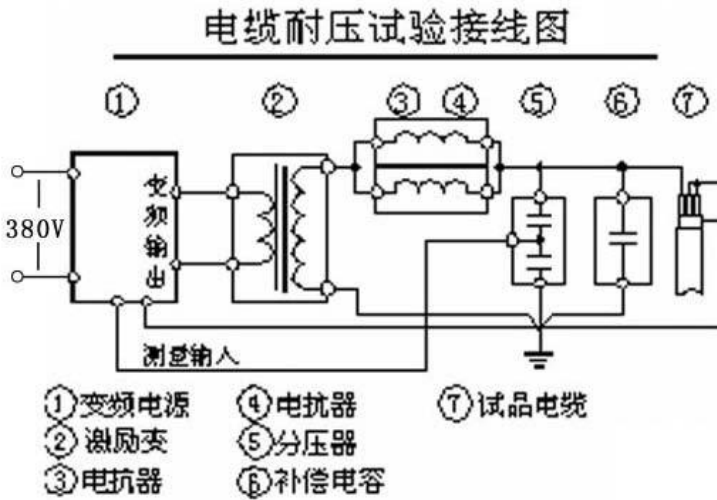 电缆耐压试验接线图
① ② ③ ④ ⑤ ⑥ ⑦
380V
变频输出
测量输入
①变频电源 ④电抗器 ⑦试品电缆
②激励变 ⑤分压器
③电抗器 ⑥补偿电容